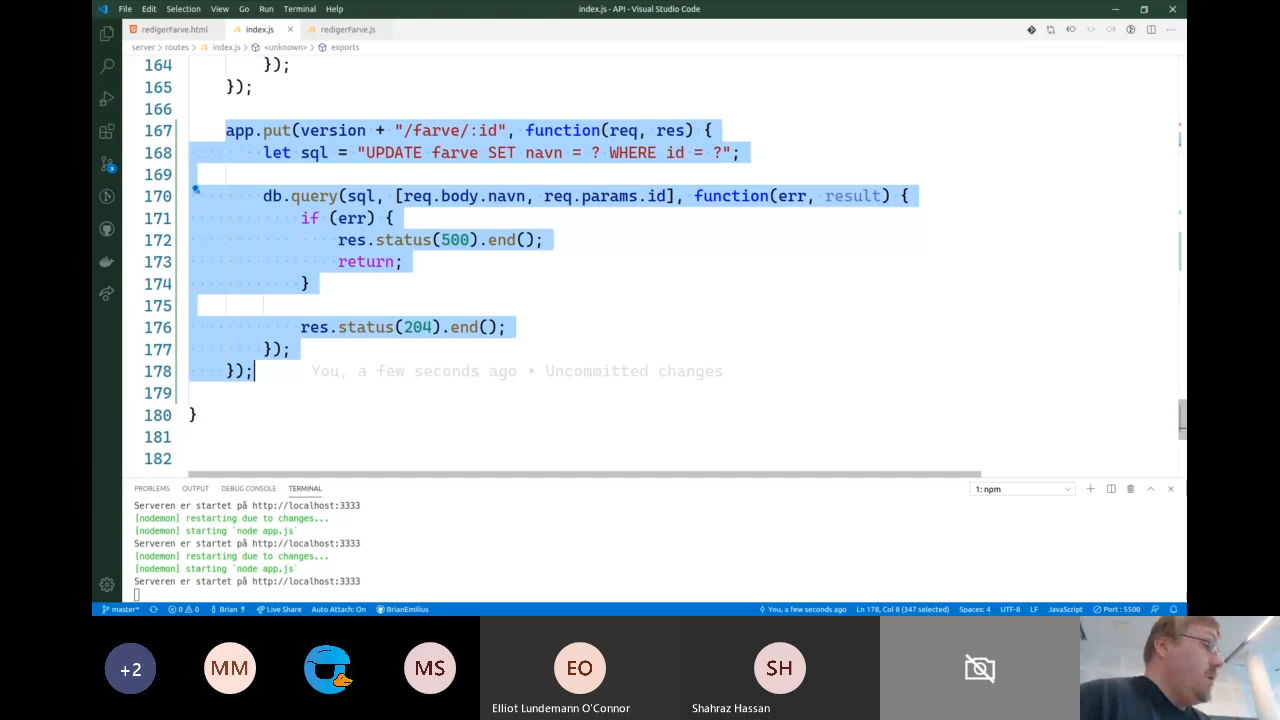 File Edit Selection View Go Run Terminal Help index.js - API - Visual Studio Code
redigerFarve.html index.js redigerFarve.js
server > routes > index.js > <unknown> > exports
164 });
165 });
166
167 app.put(version + "/farve/:id", function(req, res) {
168 let sql = "UPDATE farve SET navn = ? WHERE id = ?";
169
170 db.query(sql, [req.body.navn, req.params.id], function(err, result) {
171 if (err) {
172 res.status(500).end();
173 return;
174 }
175
176 res.status(204).end();
177 });
178 }); You, a few seconds ago • Uncommitted changes
179
180 }
181
182
PROBLEMS OUTPUT DEBUG CONSOLE TERMINAL 1: npm
Serveren er startet på http://localhost:3333
[nodemon] restarting due to changes...
[nodemon] starting `node app.js`
Serveren er startet på http://localhost:3333
[nodemon] restarting due to changes...
[nodemon] starting `node app.js`
Serveren er startet på http://localhost:3333
master* 0 0 Brian Live Share Auto Attach: On BrianEmilius You, a few seconds ago Ln 178, Col 8 (347 selected) Spaces: 4 UTF-8 LF JavaScript Port : 5500
+2 MM MS EO SH
Elliot Lundemann O'Connor Shahraz Hassan